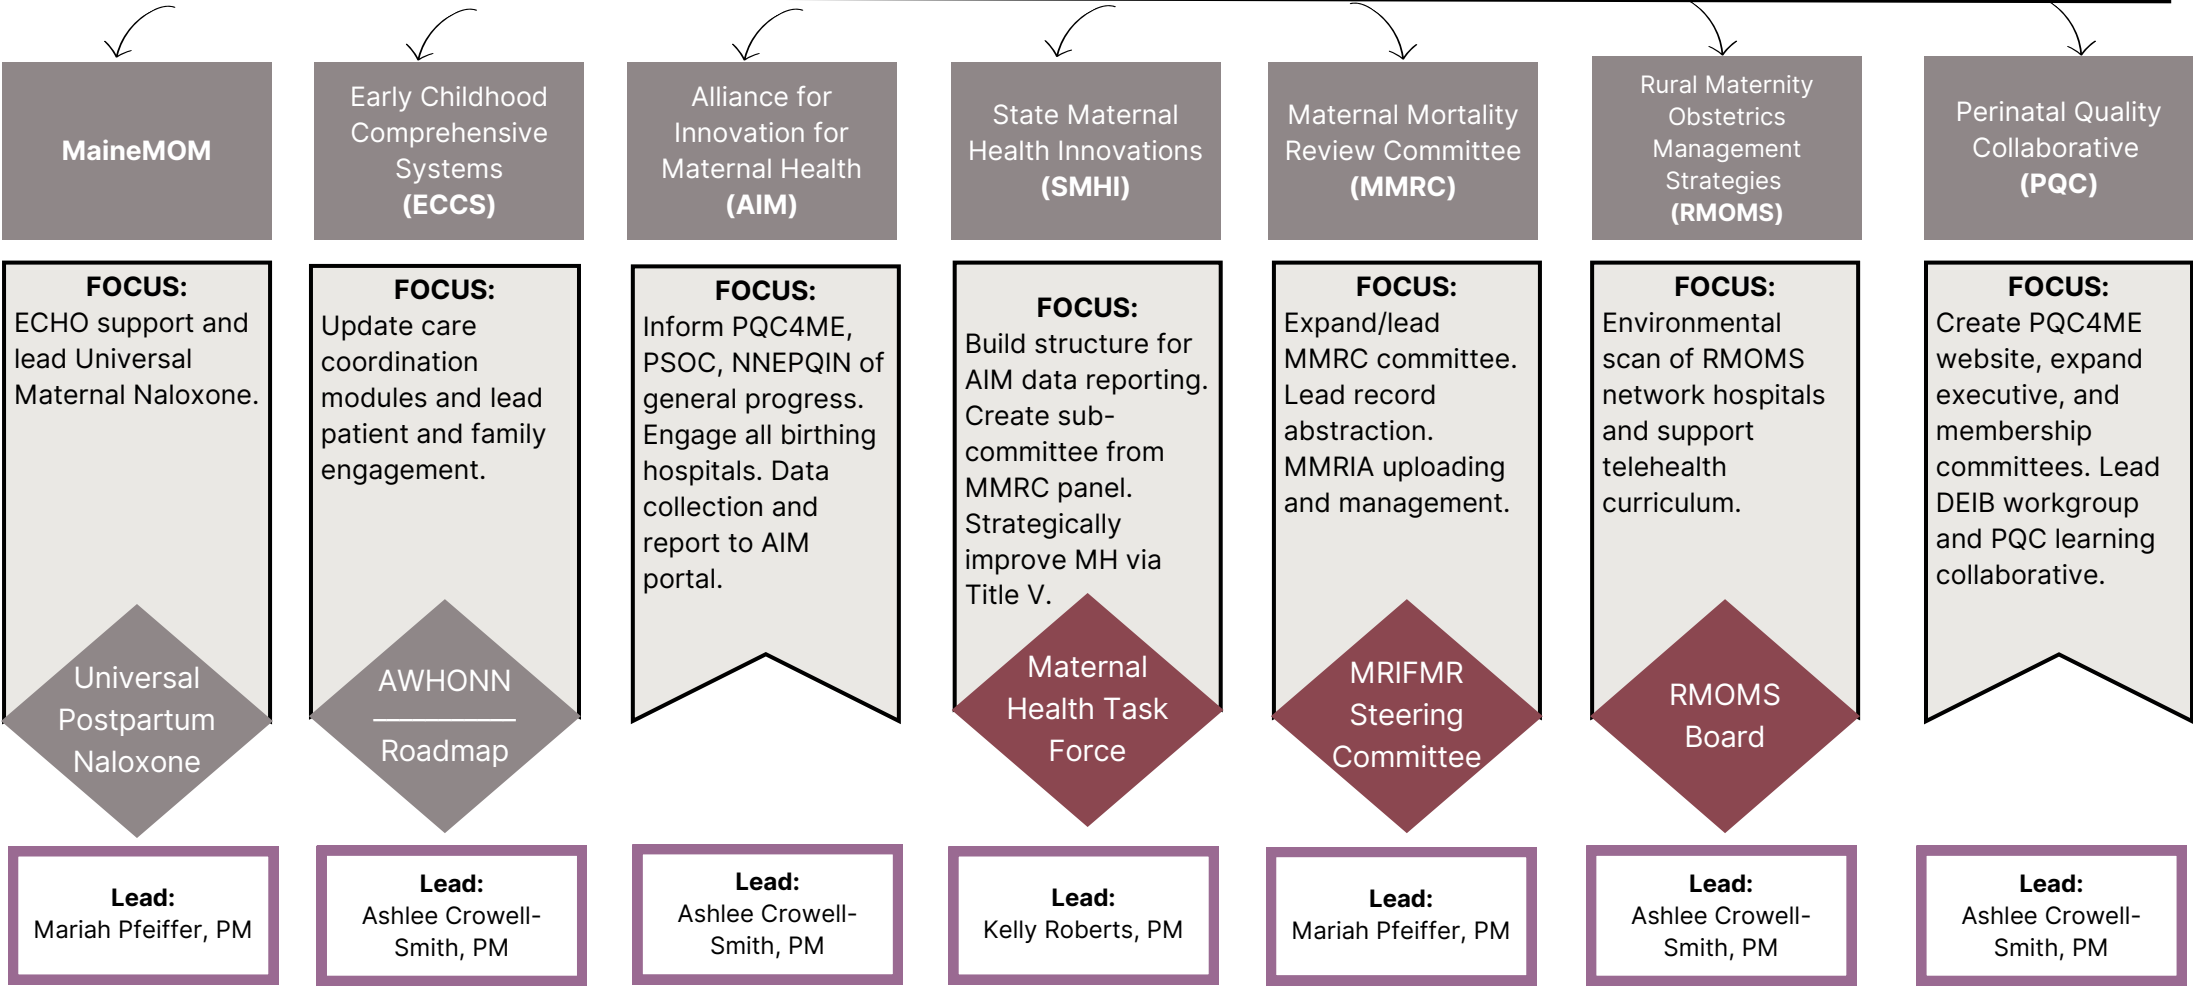 MaineMOM
Early Childhood
Comprehensive
Systems
(ECCS)
Alliance for
Innovation for
Maternal Health
(AIM)
State Maternal
Health Innovations
(SMHI)
Maternal Mortality
Review Committee
(MMRC)
Rural Maternity
Obstetrics
Management
Strategies
(RMOMS)
Perinatal Quality
Collaborative
(PQC)
FOCUS:
ECHO support and
lead Universal
Maternal Naloxone.
FOCUS:
Update care
coordination
modules and lead
patient and family
engagement.
FOCUS:
Inform PQC4ME,
PSOC, NNEPQIN of
general progress.
Engage all birthing
hospitals. Data
collection and
report to AIM
portal.
FOCUS:
Build structure for
AIM data reporting.
Create sub-
committee from
MMRC panel.
Strategically
improve MH via
Title V.
FOCUS:
Expand/lead
MMRC committee.
Lead record
abstraction.
MMRIA uploading
and management.
FOCUS:
Environmental
scan of RMOMS
network hospitals
and support
telehealth
curriculum.
FOCUS:
Create PQC4ME
website, expand
executive, and
membership
committees. Lead
DEIB workgroup
and PQC learning
collaborative.
Universal
Postpartum
Naloxone
AWHONN
Roadmap
Maternal
Health Task
Force
MRIFMR
Steering
Committee
RMOMS
Board
Lead:
Mariah Pfeiffer, PM
Lead:
Ashlee Crowell-
Smith, PM
Lead:
Ashlee Crowell-
Smith, PM
Lead:
Kelly Roberts, PM
Lead:
Mariah Pfeiffer, PM
Lead:
Ashlee Crowell-
Smith, PM
Lead:
Ashlee Crowell-
Smith, PM